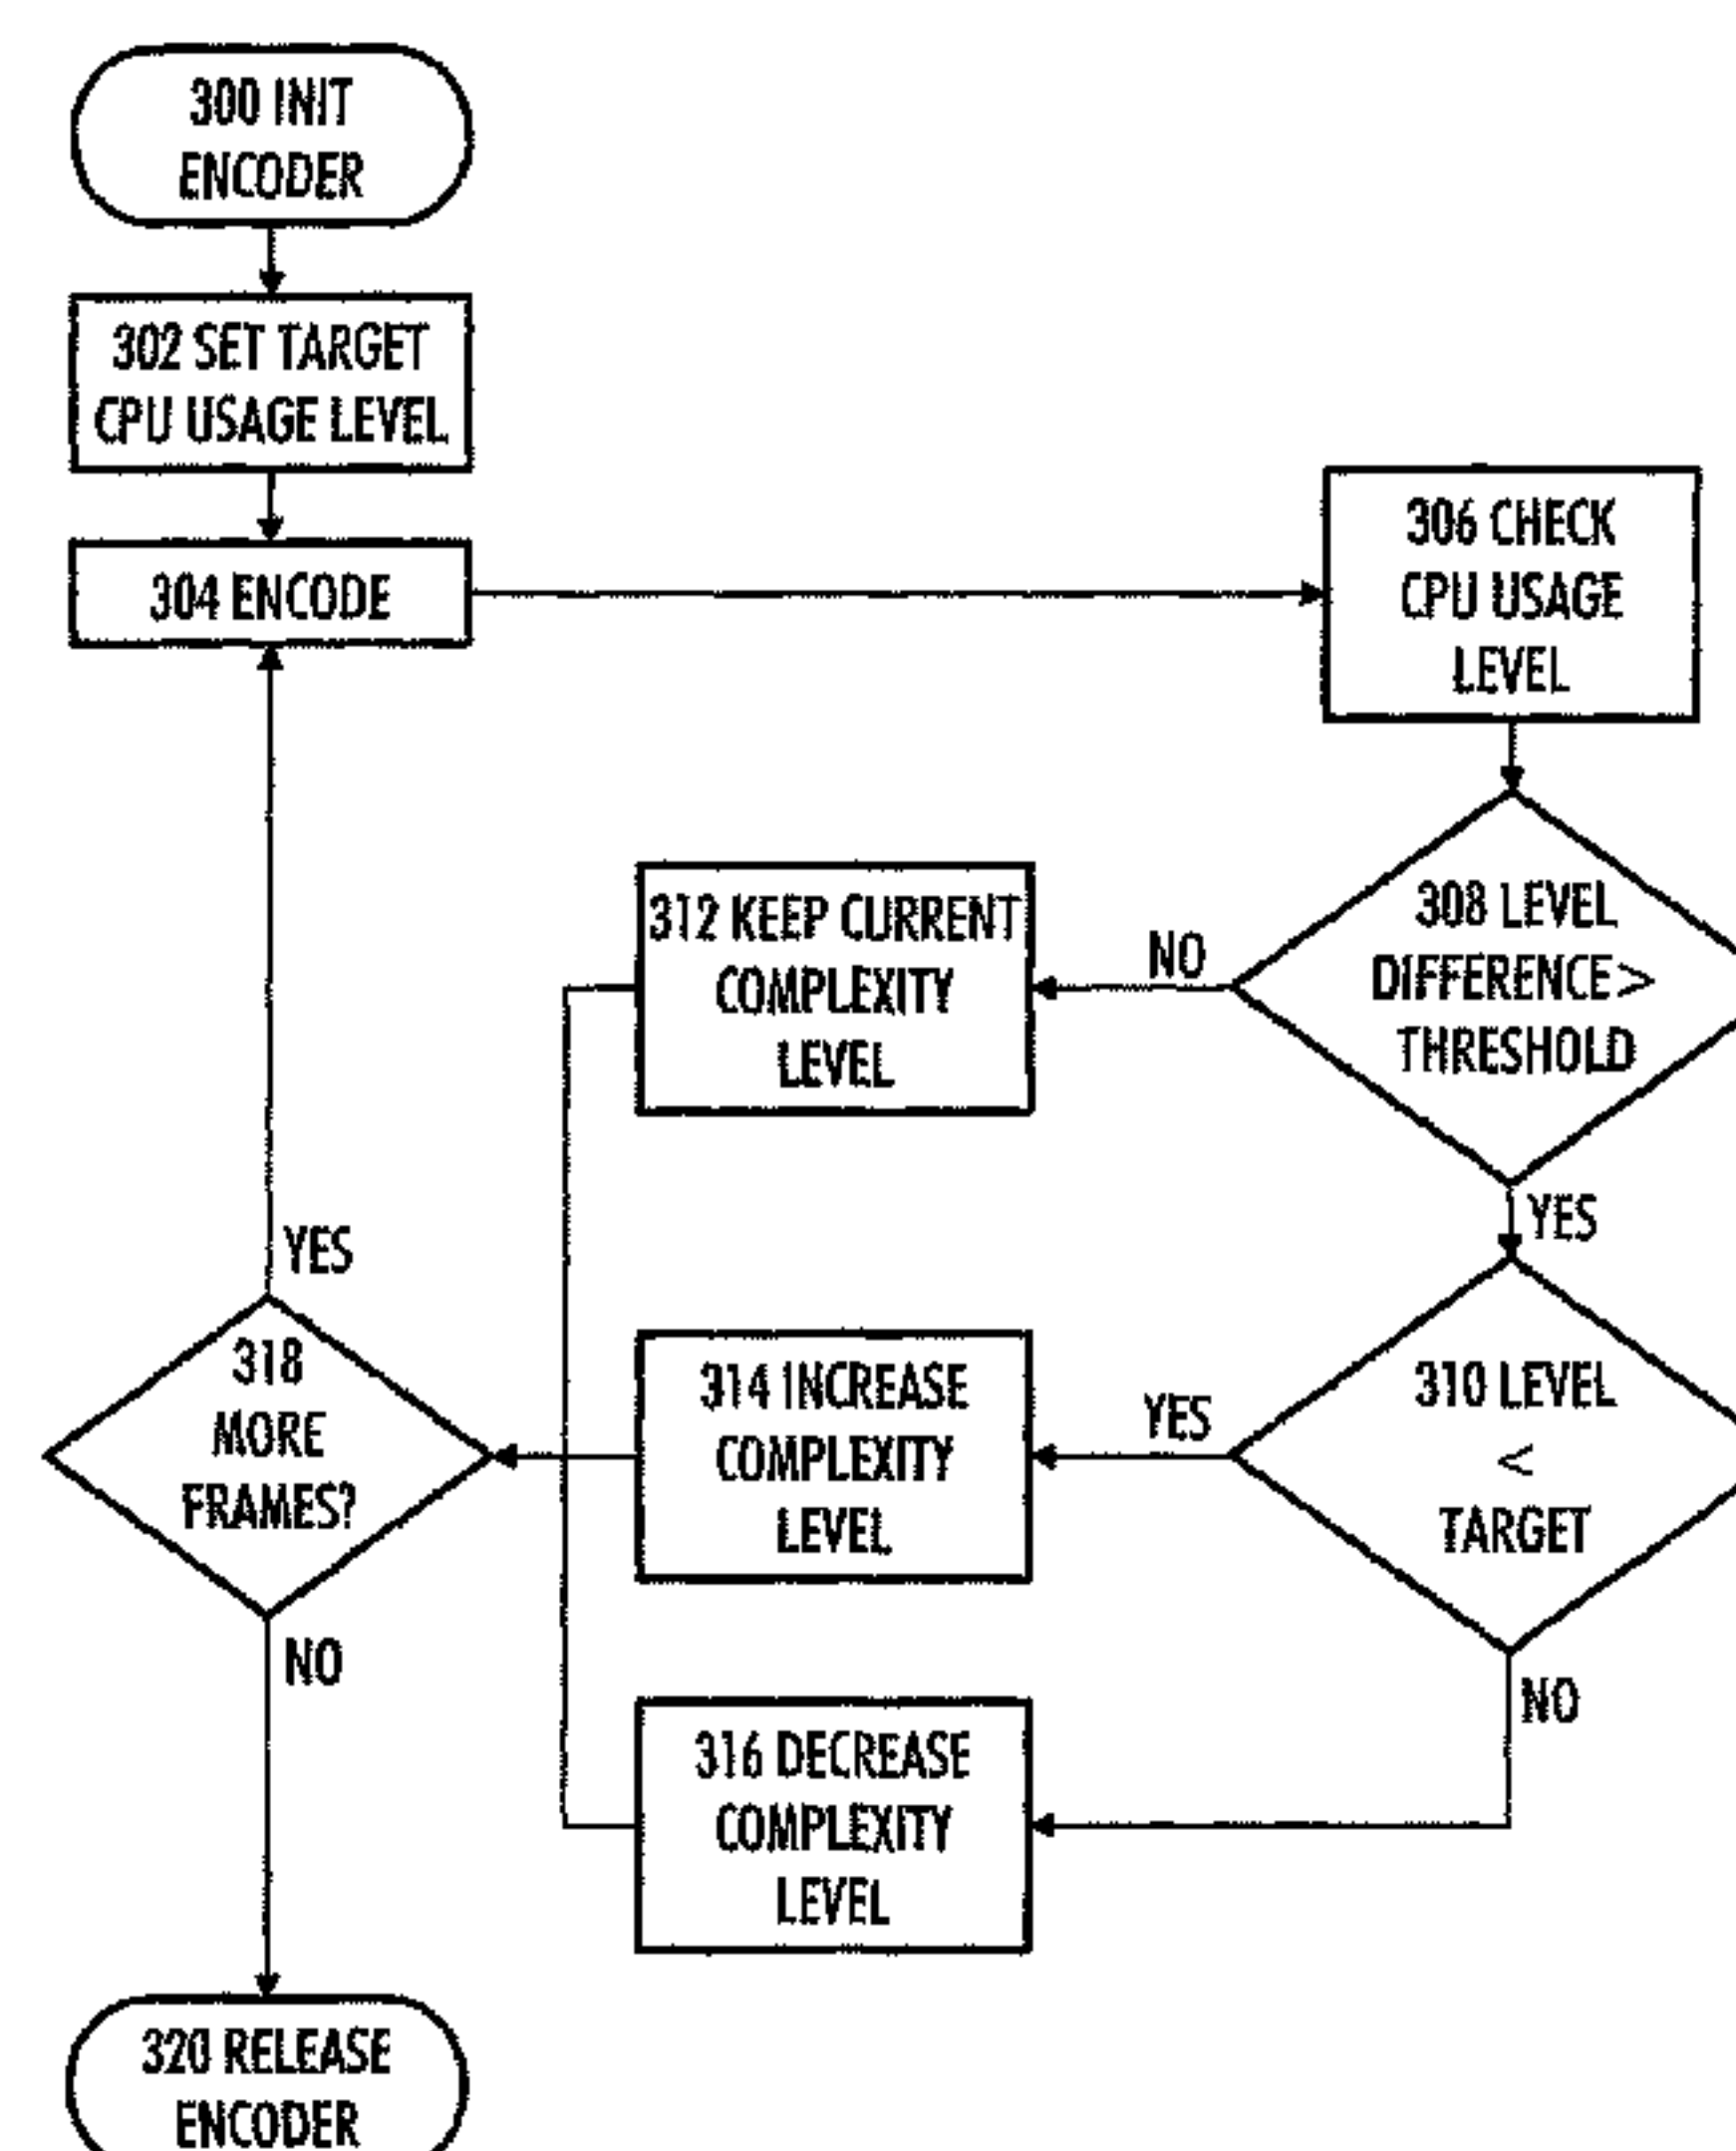 300 INIT
ENCODER
302 SET TARGET
CPU USAGE LEVEL
304 ENCODE
306 CHECK
CPU USAGE
LEVEL
308 LEVEL
DIFFERENCE >
THRESHOLD
NO
312 KEEP CURRENT
COMPLEXITY
LEVEL
YES
310 LEVEL
<
TARGET
YES
314 INCREASE
COMPLEXITY
LEVEL
NO
316 DECREASE
COMPLEXITY
LEVEL
YES
318
MORE
FRAMES?
NO
320 RELEASE
ENCODER